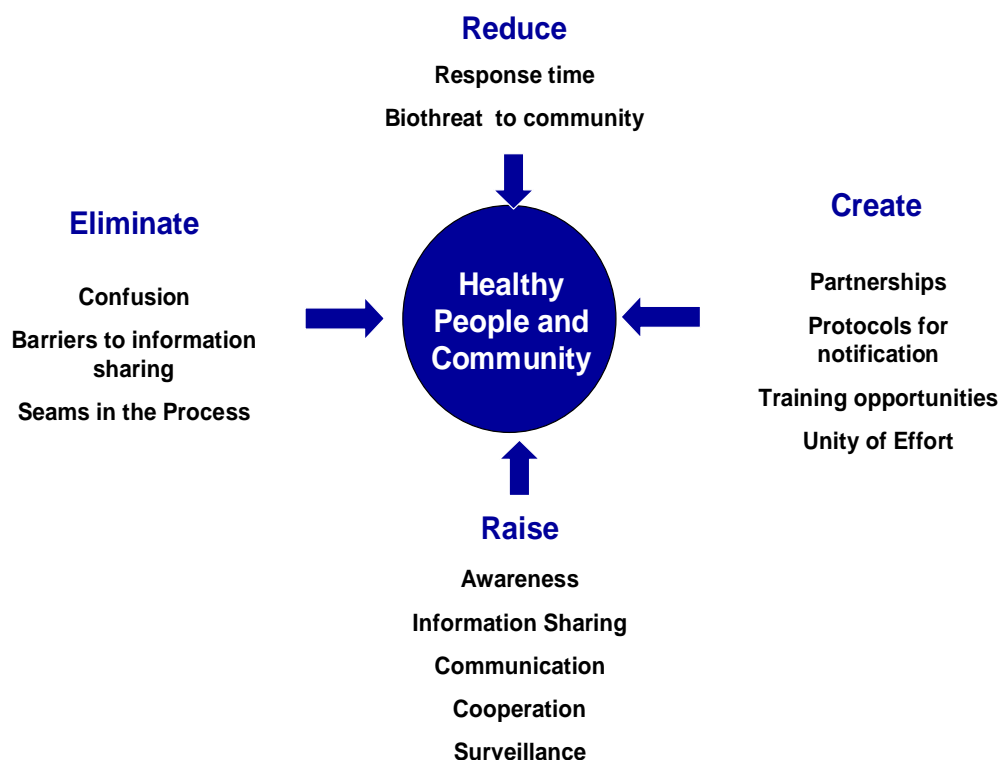 Reduce
Response time
Biothreat to community
Eliminate
Confusion
Barriers to information
sharing
Seams in the Process
Healthy
People and
Community
Create
Partnerships
Protocols for
notification
Training opportunities
Unity of Effort
Raise
Awareness
Information Sharing
Communication
Cooperation
Surveillance